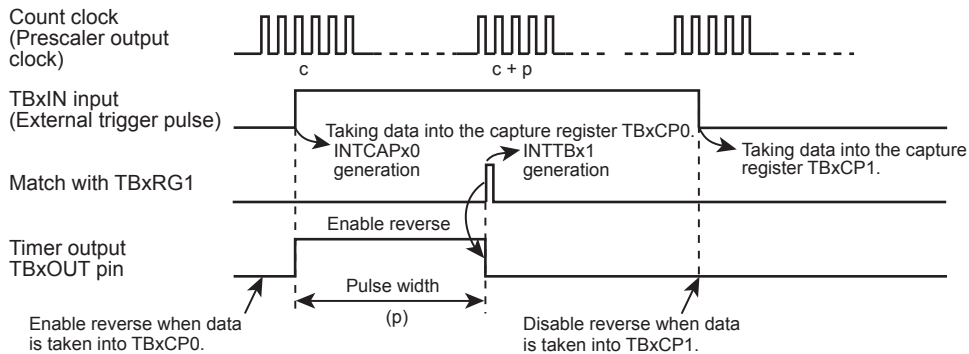 Count clock
(Prescaler output
clock)
c
c + p
TBxIN input
(External trigger pulse)
Taking data into the capture register TBxCP0.
INTCAPx0
generation
INTTBx1
generation
Taking data into the capture
register TBxCP1.
Match with TBxRG1
Enable reverse
Timer output
TBxOUT pin
Pulse width
(p)
Enable reverse when data
is taken into TBxCP0.
Disable reverse when data
is taken into TBxCP1.